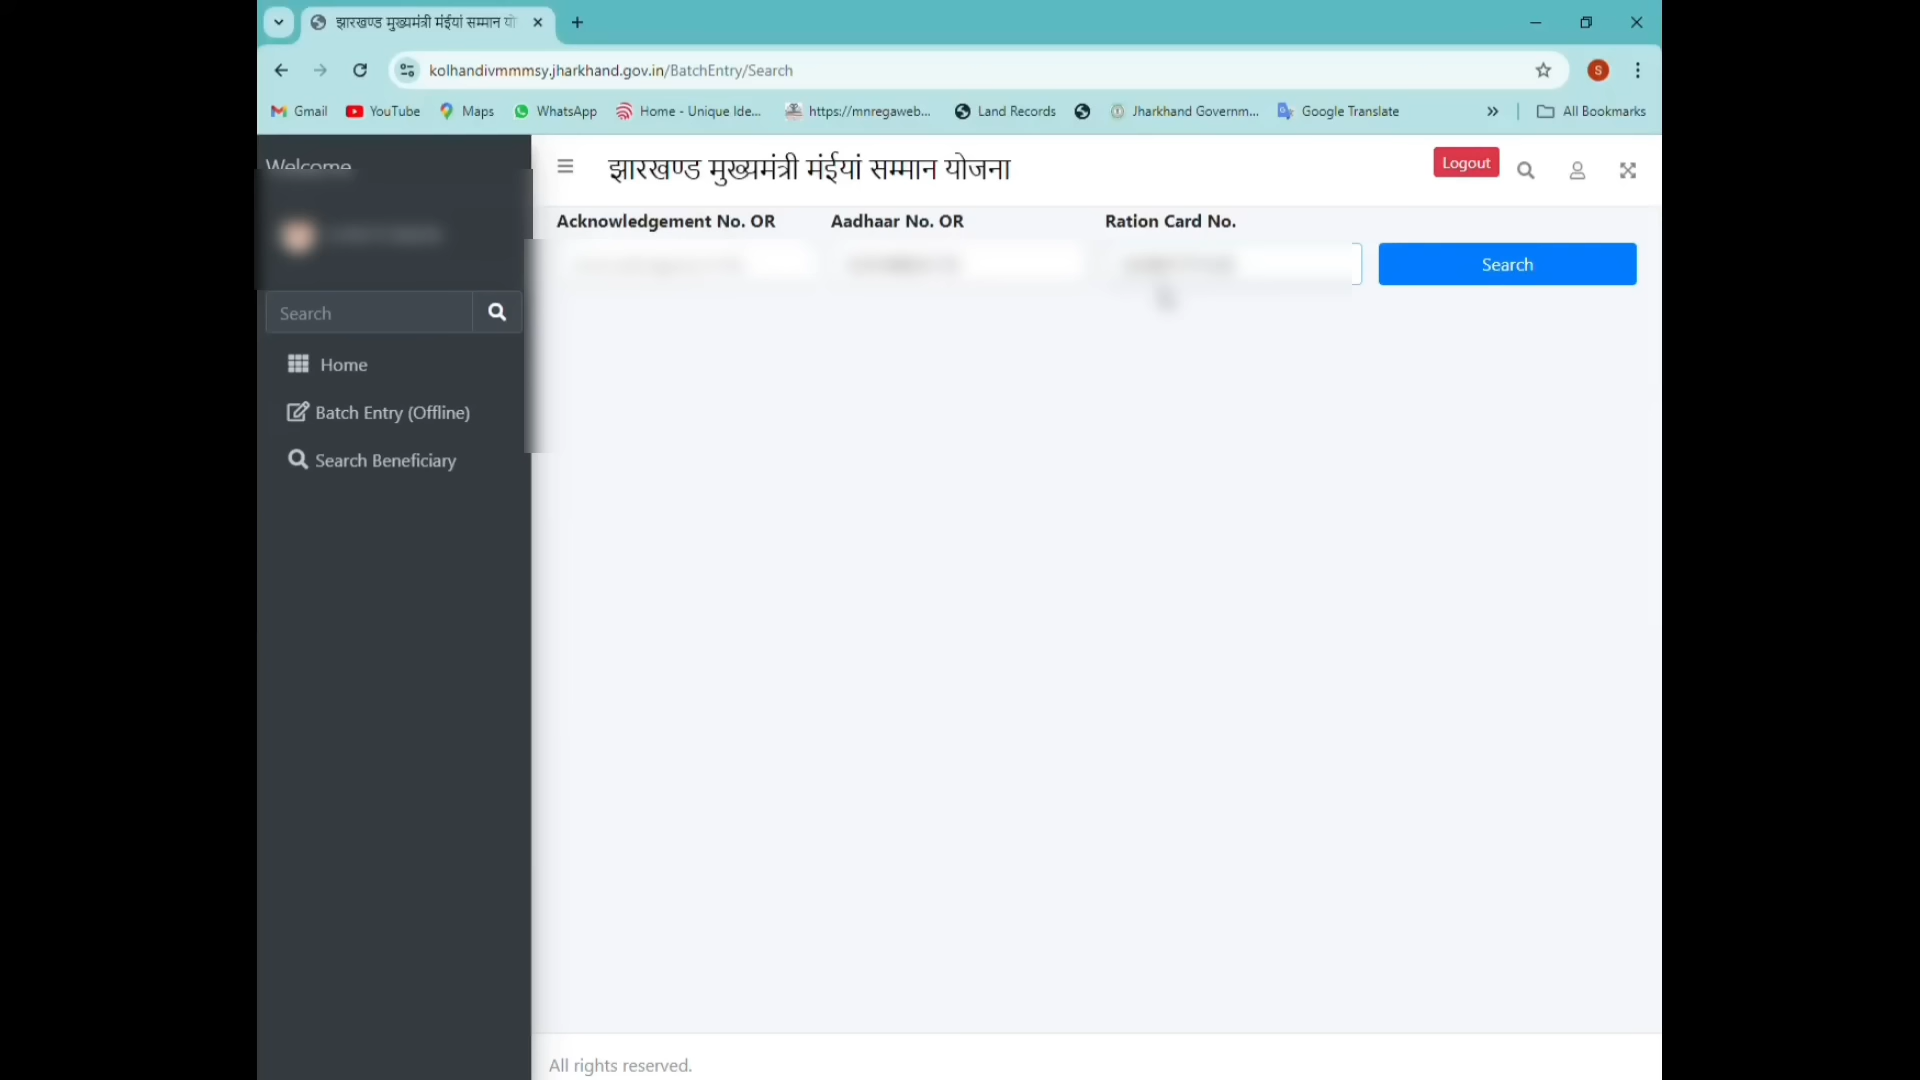 झारखण्ड मुख्यमंत्री मंईयां सम्मान यो
kolhandivmmmsy.jharkhand.gov.in/BatchEntry/Search
S
Gmail YouTube Maps WhatsApp Home - Unique Ide... https://mnregaweb... Land Records Jharkhand Governm... Google Translate » All Bookmarks
Welcome
झारखण्ड मुख्यमंत्री मंईयां सम्मान योजना
Logout
Acknowledgement No. OR Aadhaar No. OR Ration Card No.
Search
Search
Home
Batch Entry (Offline)
Search Beneficiary
All rights reserved.